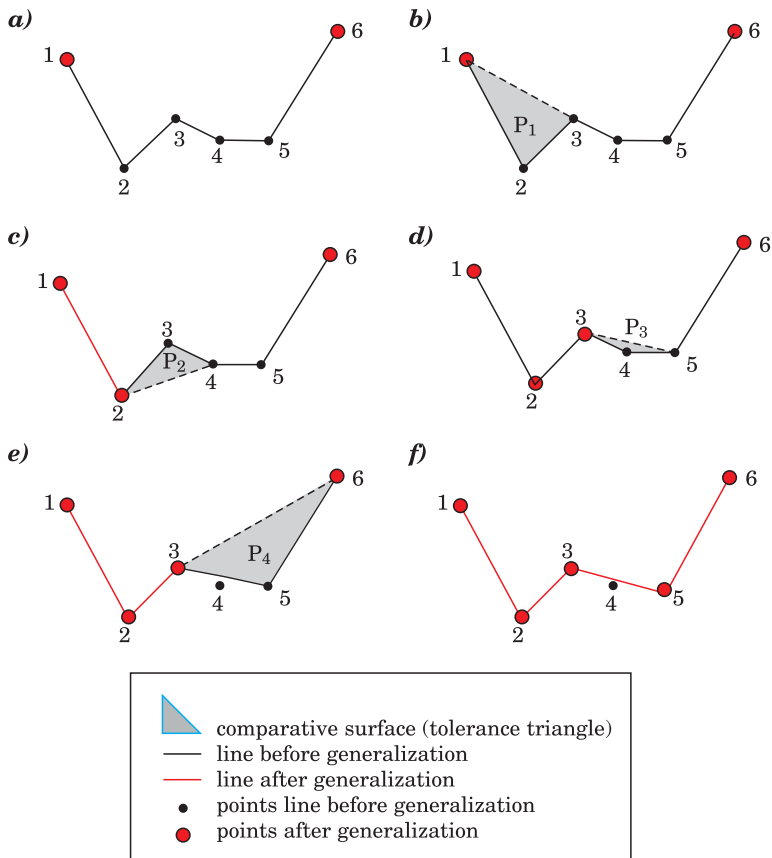 a)
1
6
3
4
5
2
b)
1
6
P1
3
4
5
2
c)
1
6
3
P2
4
5
2
d)
1
6
3
P3
4
5
2
e)
1
6
3
P4
4
5
2
f)
1
6
3
4
5
2
comparative surface (tolerance triangle)
line before generalization
line after generalization
points line before generalization
points after generalization